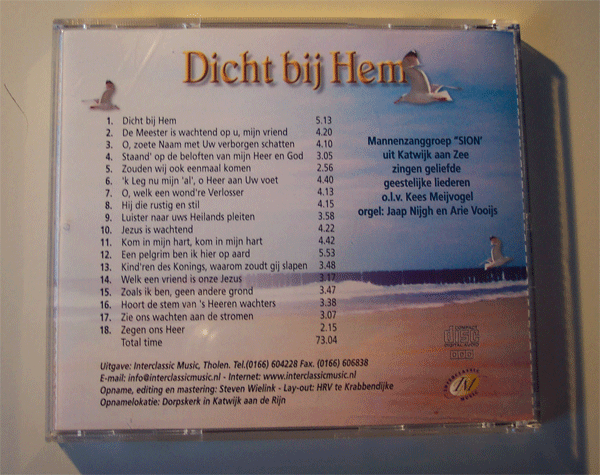 Dicht bij Hem
1. Dicht bij Hem 5.13
2. De Meester is wachtend op u, mijn vriend 4.20
3. O, zoete Naam met Uw verborgen schatten 4.10
4. Staand' op de beloften van mijn Heer en God 3.05
5. Zouden wij ook eenmaal komen 2.56
6. 'k Leg nu mijn 'al', o Heer aan Uw voet 4.40
7. O, welk een wond're Verlosser 4.13
8. Hij die rustig en stil 4.15
9. Luister naar uws Heilands pleiten 3.58
10. Jezus is wachtend 4.22
11. Kom in mijn hart, kom in mijn hart 4.42
12. Een pelgrim ben ik hier op aard 5.53
13. Kind'ren des Konings, waarom zoudt gij slapen 3.48
14. Welk een vriend is onze Jezus 3.17
15. Zoals ik ben, geen andere grond 3.47
16. Hoort de stem van 's Heeren wachters 3.38
17. Zie ons wachten aan de stromen 3.07
18. Zegen ons Heer 2.15
Total time 73.04
Mannenzanggroep "SION'
uit Katwijk aan Zee
zingen geliefde
geestelijke liederen
o.l.v. Kees Meijvogel
orgel: Jaap Nijgh en Arie Vooijs
Uitgave: Interclassic Music, Tholen. Tel.(0166) 604228 Fax. (0166) 606838
E-mail: info@interclassicmusic.nl - Internet: www.interclassicmusic.nl
Opname, editing en mastering: Steven Wielink - Lay-out: HRV te Krabbendijke
Opnamelokatie: Dorpskerk in Katwijk aan de Rijn
COMPACT
disc
DIGITAL AUDIO
INTERCLASSIC
MUSIC